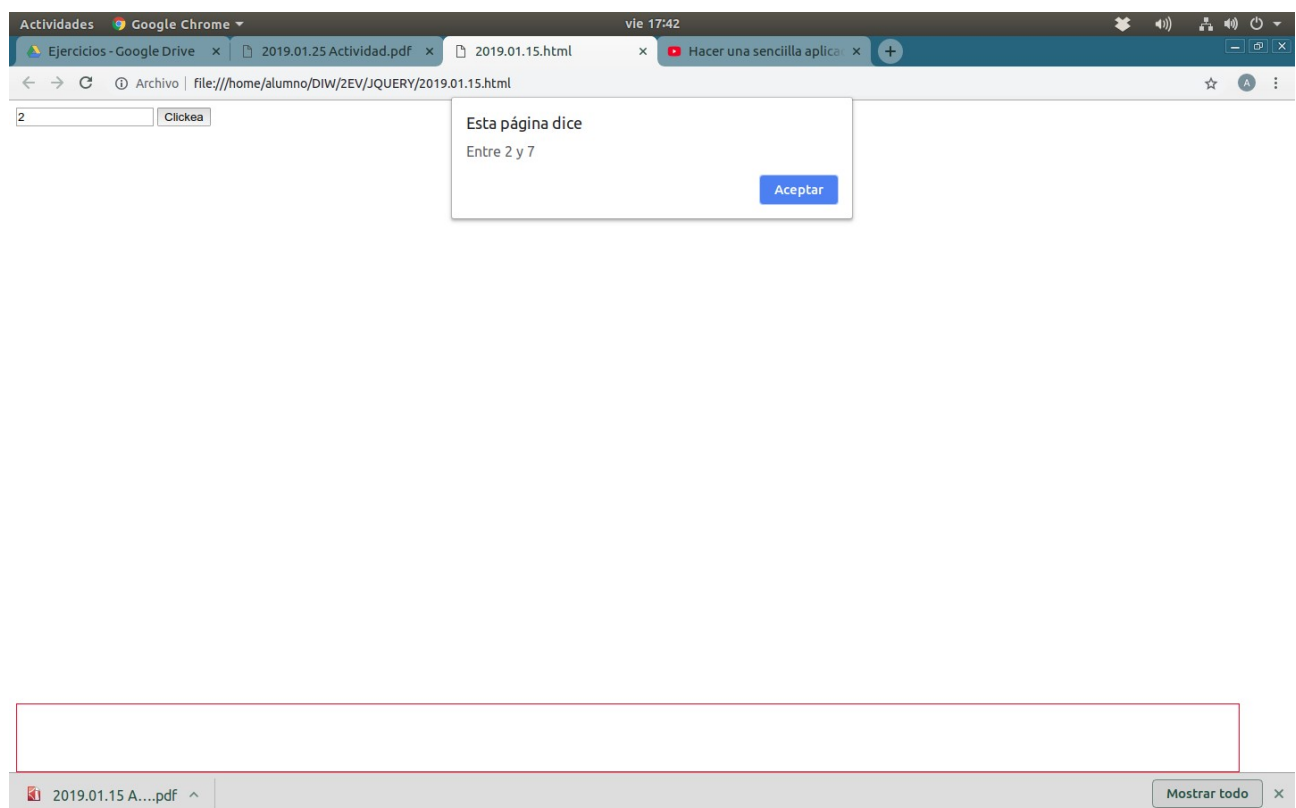 Actividades Google Chrome vie 17:42
Ejercicios - Google Drive 2019.01.25 Actividad.pdf 2019.01.15.html Hacer una senciilla aplicac
Archivo file:///home/alumno/DIW/2EV/JQUERY/2019.01.15.html A
2 Clickea
Esta página dice
Entre 2 y 7
Aceptar
2019.01.15 A....pdf Mostrar todo